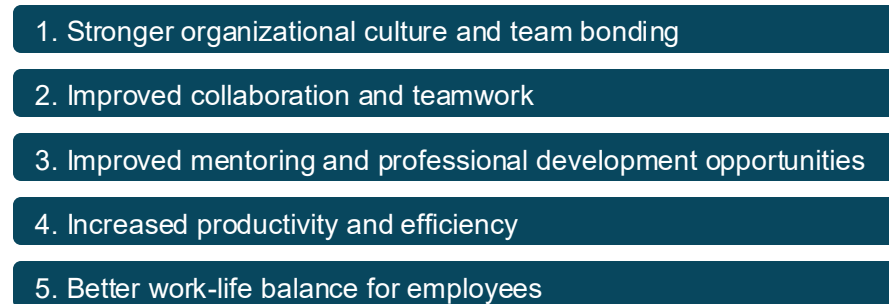 1. Stronger organizational culture and team bonding
2. Improved collaboration and teamwork
3. Improved mentoring and professional development opportunities
4. Increased productivity and efficiency
5. Better work-life balance for employees